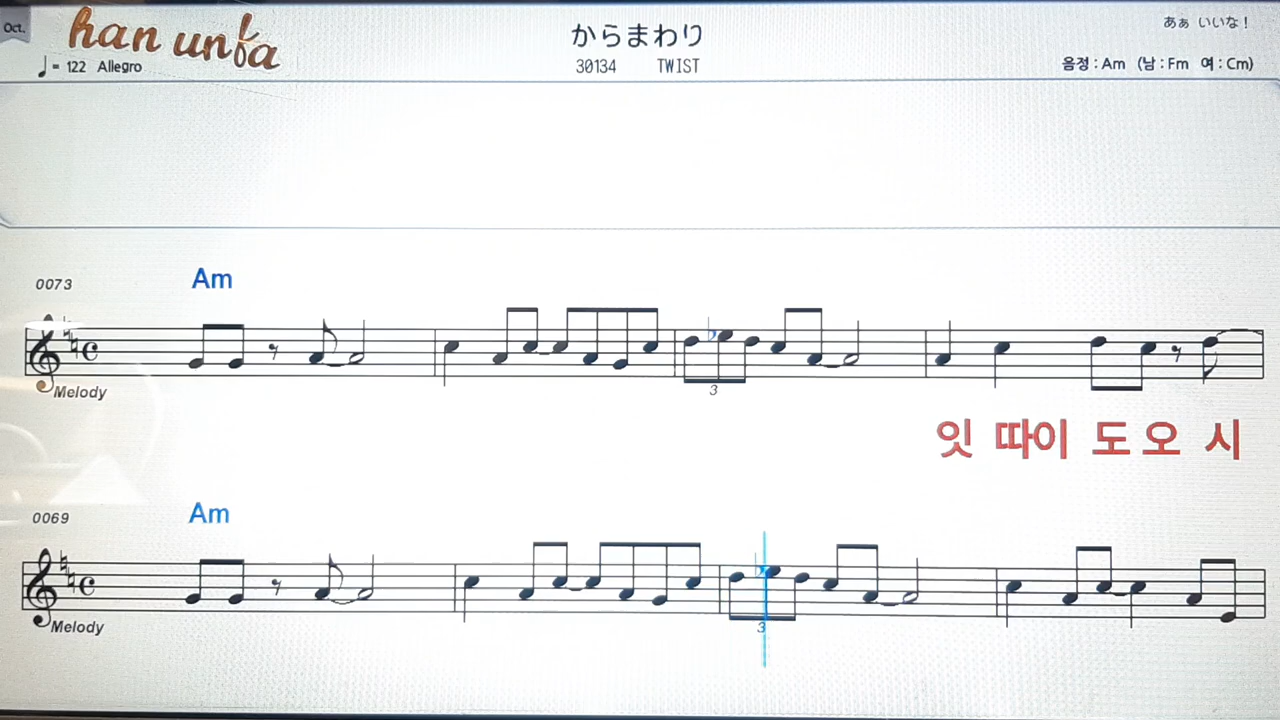 Oct.
han unfa
からまわり
あぁ いいな!
♩= 122 Allegro
30134 TWIST
음정 : Am (남 : Fm 여 : Cm)
0073
Am
Melody
3
잇 따이 도 오 시
0069
Am
Melody
3